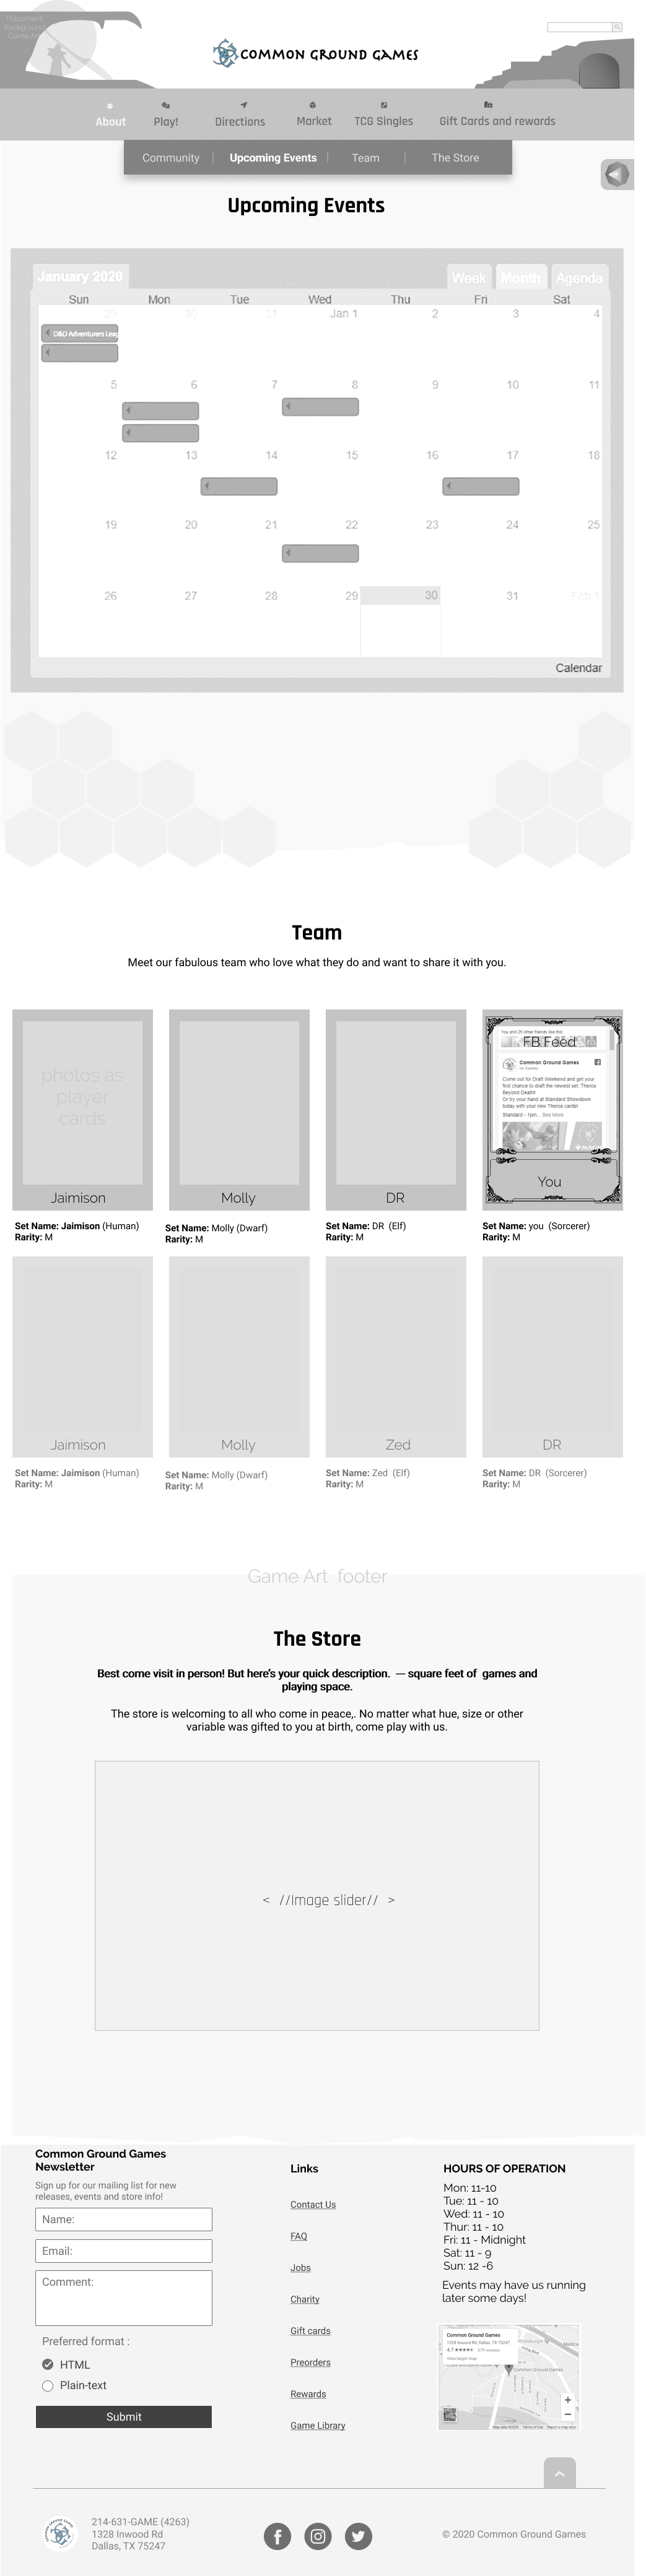 Placement
Background
Game Art
COMMON GROUND GAMES
About
Play!
Directions
Market
TCG Singles
Gift Cards and rewards
Community | Upcoming Events | Team | The Store
Upcoming Events
January 2020
Week
Month
Agenda
Sun Mon Tue Wed Thu Fri Sat
29 30 31 Jan 1 2 3 4
D&D Adventurers Leag
5 6 7 8 9 10 11
12 13 14 15 16 17 18
19 20 21 22 23 24 25
26 27 28 29 30 31 Feb 1
Calendar
Team
Meet our fabulous team who love what they do and want to share it with you.
photos as
player
cards
Jaimison
Molly
DR
You and 25 other friends like this
FB Feed
Common Ground Games
Come out for Draft Weekend and get your
first chance to draft the newest set: Theros
Beyond Death!
Or try your hand at Standard Showdown
today with your new Theros cards!
Standard - 1pm... See More
You
Set Name: Jaimison (Human)
Rarity: M
Set Name: Molly (Dwarf)
Rarity: M
Set Name: DR (Elf)
Rarity: M
Set Name: you (Sorcerer)
Rarity: M
Jaimison
Molly
Zed
DR
Set Name: Jaimison (Human)
Rarity: M
Set Name: Molly (Dwarf)
Rarity: M
Set Name: Zed (Elf)
Rarity: M
Set Name: DR (Sorcerer)
Rarity: M
Game Art footer
The Store
Best come visit in person! But here's your quick description. — square feet of games and
playing space.
The store is welcoming to all who come in peace,. No matter what hue, size or other
variable was gifted to you at birth, come play with us.
< //Image slider// >
Common Ground Games
Newsletter
Sign up for our mailing list for new
releases, events and store info!
Name:
Email:
Comment:
Preferred format :
HTML
Plain-text
Submit
Links
Contact Us
FAQ
Jobs
Charity
Gift cards
Preorders
Rewards
Game Library
HOURS OF OPERATION
Mon: 11-10
Tue: 11 - 10
Wed: 11 - 10
Thur: 11 - 10
Fri: 11 - Midnight
Sat: 11 - 9
Sun: 12 -6
Events may have us running
later some days!
Common Ground Games
1328 Inwood Rd, Dallas, TX 75247
4.7
View larger map
Common Ground Games
214-631-GAME (4263)
1328 Inwood Rd
Dallas, TX 75247
© 2020 Common Ground Games